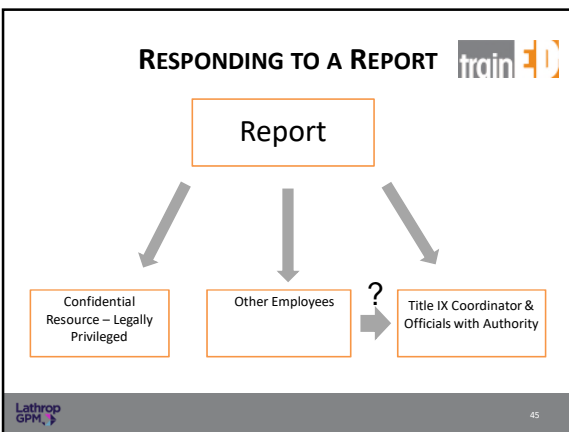 RESPONDING TO A REPORT
trainED
Report
Confidential
Resource – Legally
Privileged
Other Employees
?
Title IX Coordinator &
Officials with Authority
Lathrop
GPM
45